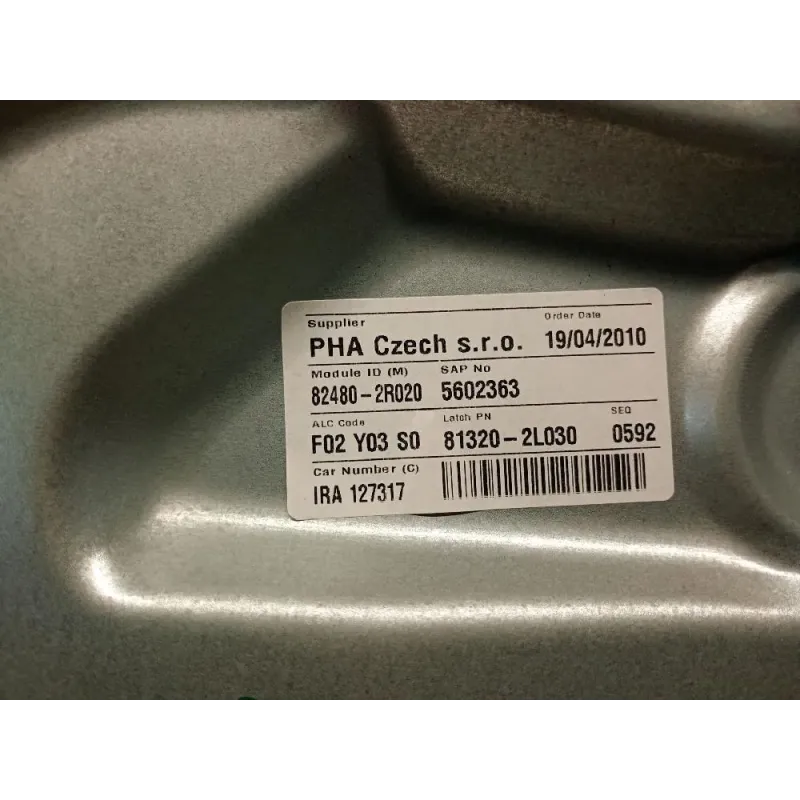 Supplier Order Date
PHA Czech s.r.o. 19/04/2010
Module ID (M) SAP No
82480-2R020 5602363
ALC Code Latch PN SEQ
F02 Y03 S0 81320-2L030 0592
Car Number (C)
IRA 127317